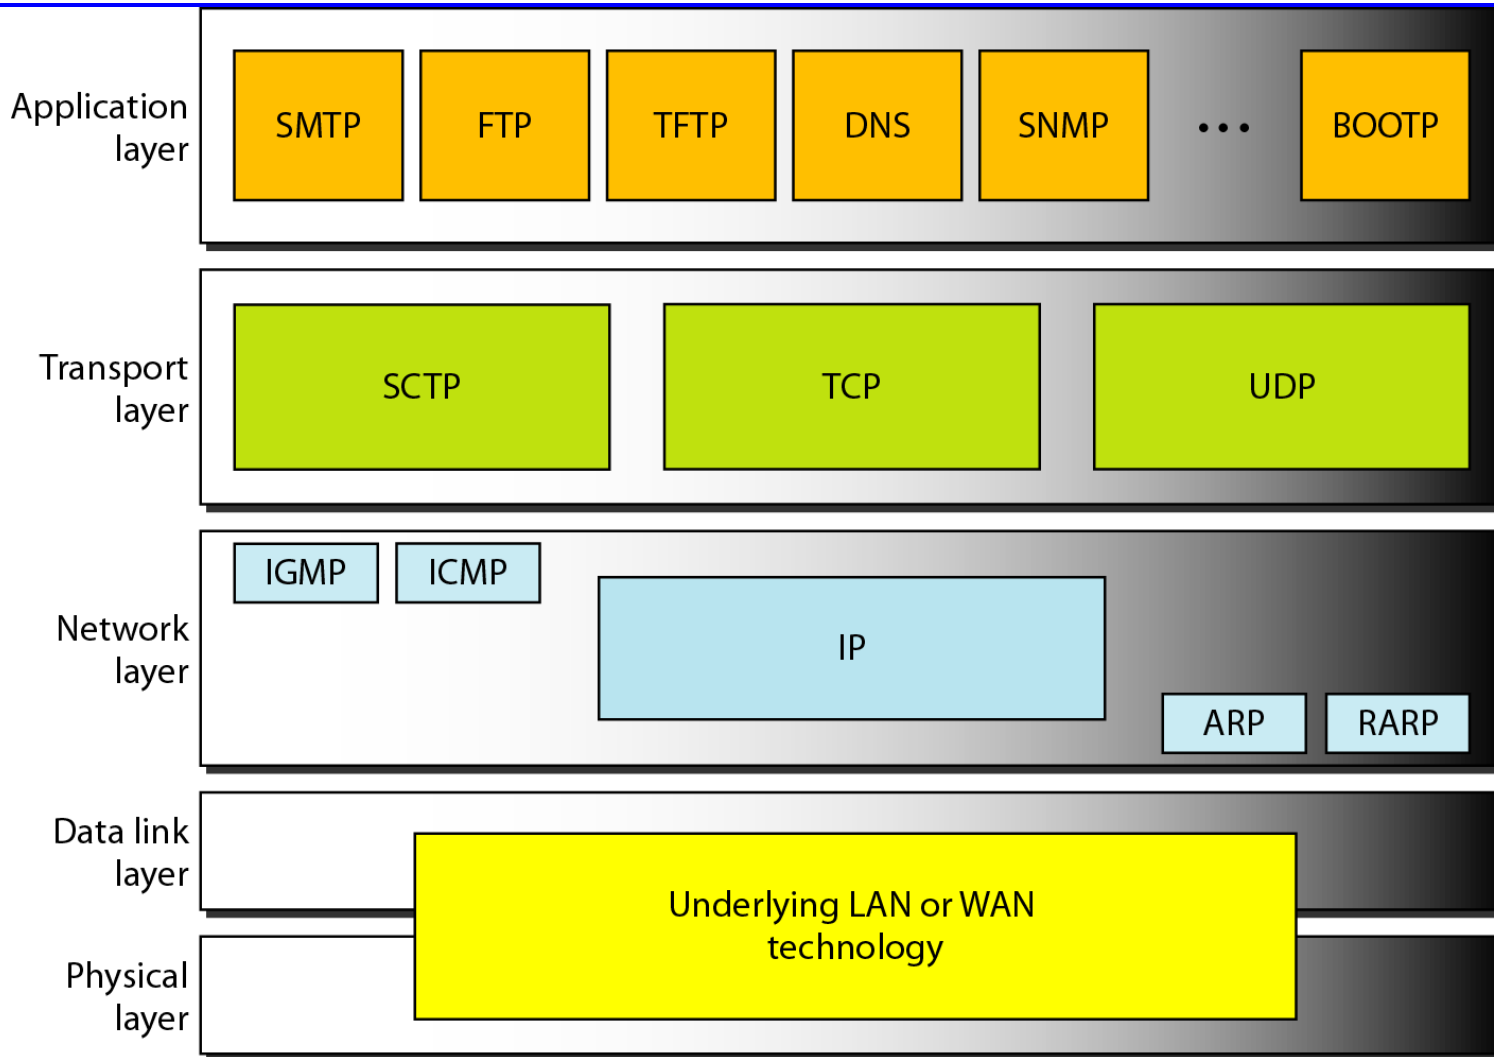 Application
layer
SMTP
FTP
TFTP
DNS
SNMP
...
BOOTP
Transport
layer
SCTP
TCP
UDP
Network
layer
IGMP
ICMP
IP
ARP
RARP
Data link
layer
Underlying LAN or WAN
technology
Physical
layer